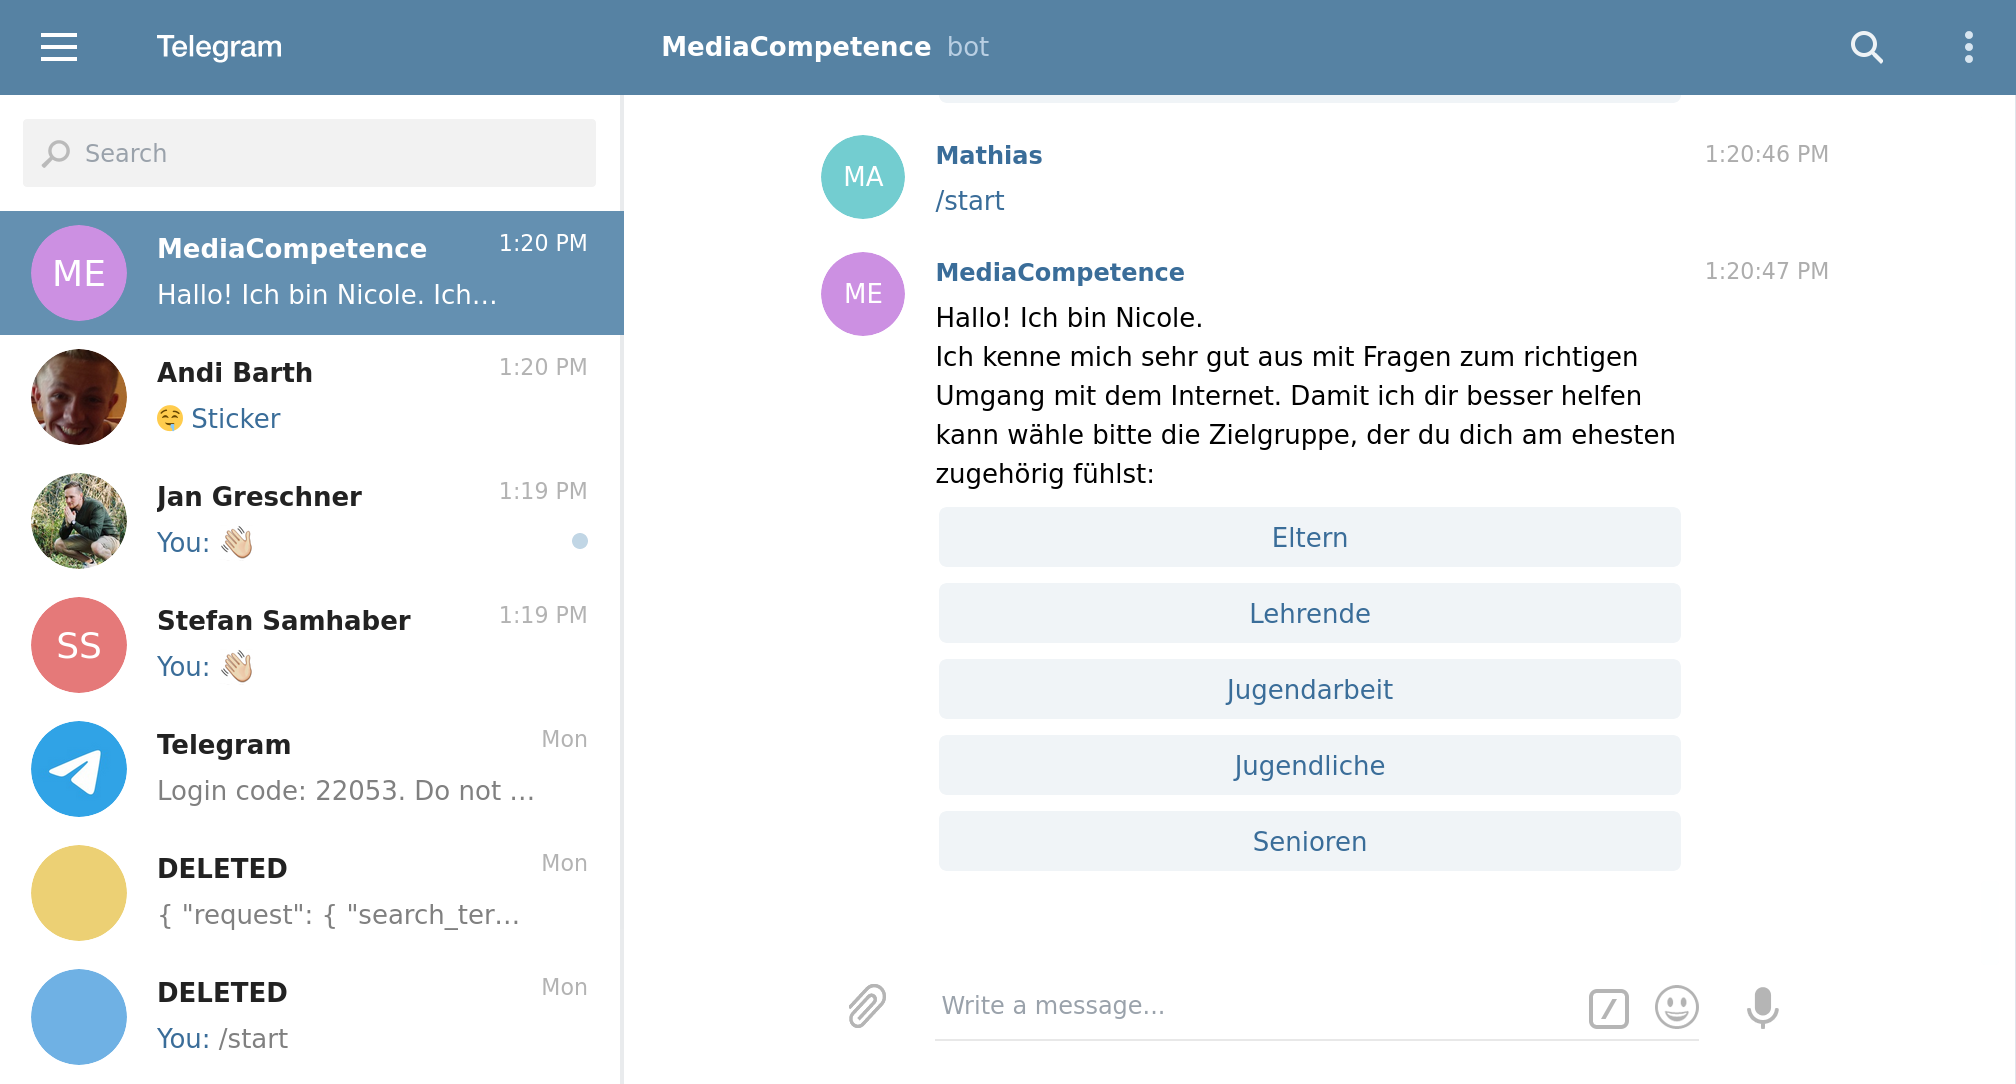 Telegram
MediaCompetence bot
Search
ME
MediaCompetence 1:20 PM
Hallo! Ich bin Nicole. Ich...
Andi Barth 1:20 PM
🤤 Sticker
Jan Greschner 1:19 PM
You: 👋🏻
SS
Stefan Samhaber 1:19 PM
You: 👋🏻
Telegram Mon
Login code: 22053. Do not ...
DELETED Mon
{ "request": { "search_ter...
DELETED Mon
You: /start
MA
Mathias 1:20:46 PM
/start
ME
MediaCompetence 1:20:47 PM
Hallo! Ich bin Nicole.
Ich kenne mich sehr gut aus mit Fragen zum richtigen
Umgang mit dem Internet. Damit ich dir besser helfen
kann wähle bitte die Zielgruppe, der du dich am ehesten
zugehörig fühlst:
Eltern
Lehrende
Jugendarbeit
Jugendliche
Senioren
Write a message...